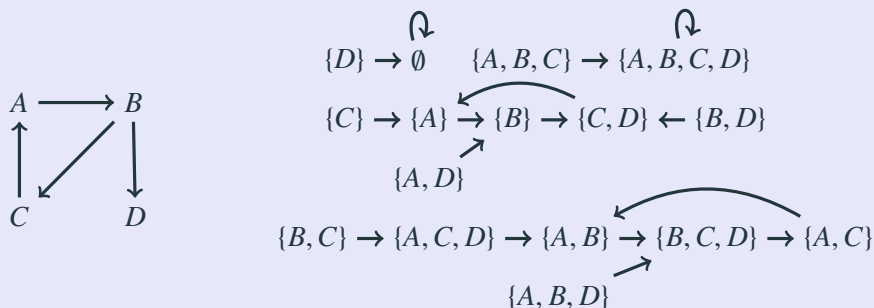 A B
C D
{D} → ∅ {A, B, C} → {A, B, C, D}
{C} → {A} → {B} → {C, D} ← {B, D}
{A, D}
{B, C} → {A, C, D} → {A, B} → {B, C, D} → {A, C}
{A, B, D}